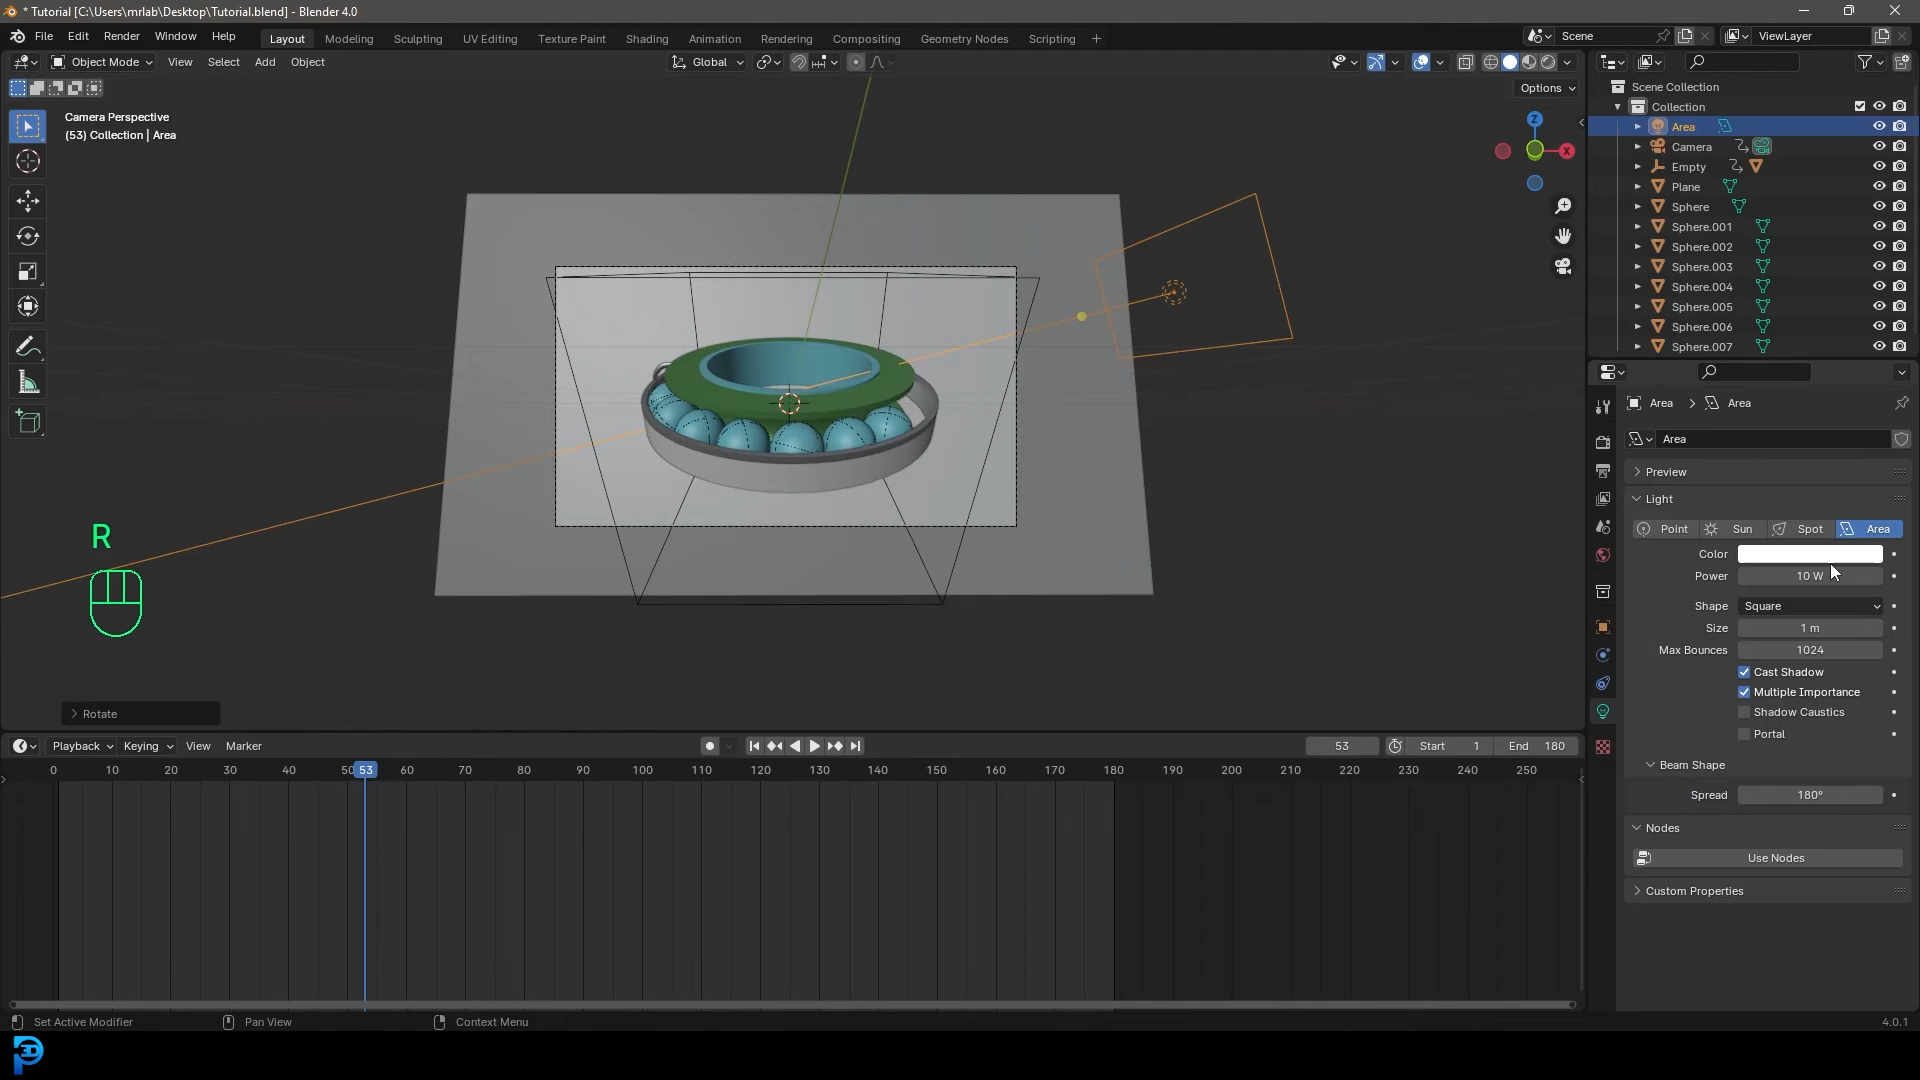 * Tutorial [C:\Users\mrlab\Desktop\Tutorial.blend] - Blender 4.0
File Edit Render Window Help
Layout Modeling Sculpting UV Editing Texture Paint Shading Animation Rendering Compositing Geometry Nodes Scripting +
Scene
ViewLayer
Object Mode View Select Add Object
Global
Options
Camera Perspective
(53) Collection | Area
Z
X
R
Rotate
Scene Collection
Collection
Area
Camera
Empty
Plane
Sphere
Sphere.001
Sphere.002
Sphere.003
Sphere.004
Sphere.005
Sphere.006
Sphere.007
Area > Area
Area
Preview
Light
Point Sun Spot Area
Color
Power 10 W
Shape Square
Size 1 m
Max Bounces 1024
Cast Shadow
Multiple Importance
Shadow Caustics
Portal
Beam Shape
Spread 180°
Nodes
Use Nodes
Custom Properties
Playback Keying View Marker
53 Start 1 End 180
0 10 20 30 40 50 53 60 70 80 90 100 110 120 130 140 150 160 170 180 190 200 210 220 230 240 250
Set Active Modifier Pan View Context Menu
4.0.1